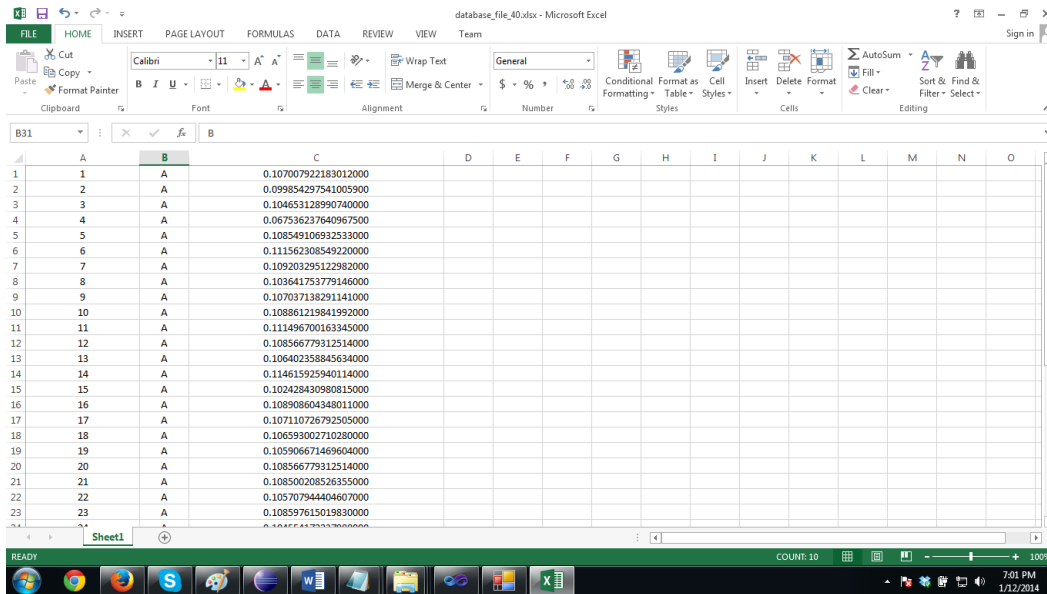 database_file_40.xlsx - Microsoft Excel
FILE HOME INSERT PAGE LAYOUT FORMULAS DATA REVIEW VIEW Team Sign in
Cut
Copy
Format Painter
Paste
Calibri 11
B I U
Wrap Text
Merge & Center
General
$ % ,
Conditional Formatting
Format as Table
Cell Styles
Insert Delete Format
AutoSum
Fill
Clear
Sort & Filter
Find & Select
Clipboard Font Alignment Number Styles Cells Editing
B31 fx B
A B C D E F G H I J K L M N O
1 1 A 0.107007922183012000
2 2 A 0.099854297541005900
3 3 A 0.104653128990740000
4 4 A 0.067536237640967500
5 5 A 0.108549106932533000
6 6 A 0.111562308549220000
7 7 A 0.109203295122982000
8 8 A 0.103641753779146000
9 9 A 0.107037138291141000
10 10 A 0.108861219841992000
11 11 A 0.111496700163345000
12 12 A 0.108566779312514000
13 13 A 0.106402358845634000
14 14 A 0.114615925940114000
15 15 A 0.102428430980815000
16 16 A 0.108908604348011000
17 17 A 0.107110726792505000
18 18 A 0.106593002710280000
19 19 A 0.105906671469604000
20 20 A 0.108566779312514000
21 21 A 0.108500208526355000
22 22 A 0.105707944404607000
23 23 A 0.108597615019830000
Sheet1
READY COUNT: 10 100%
7:01 PM
1/12/2014